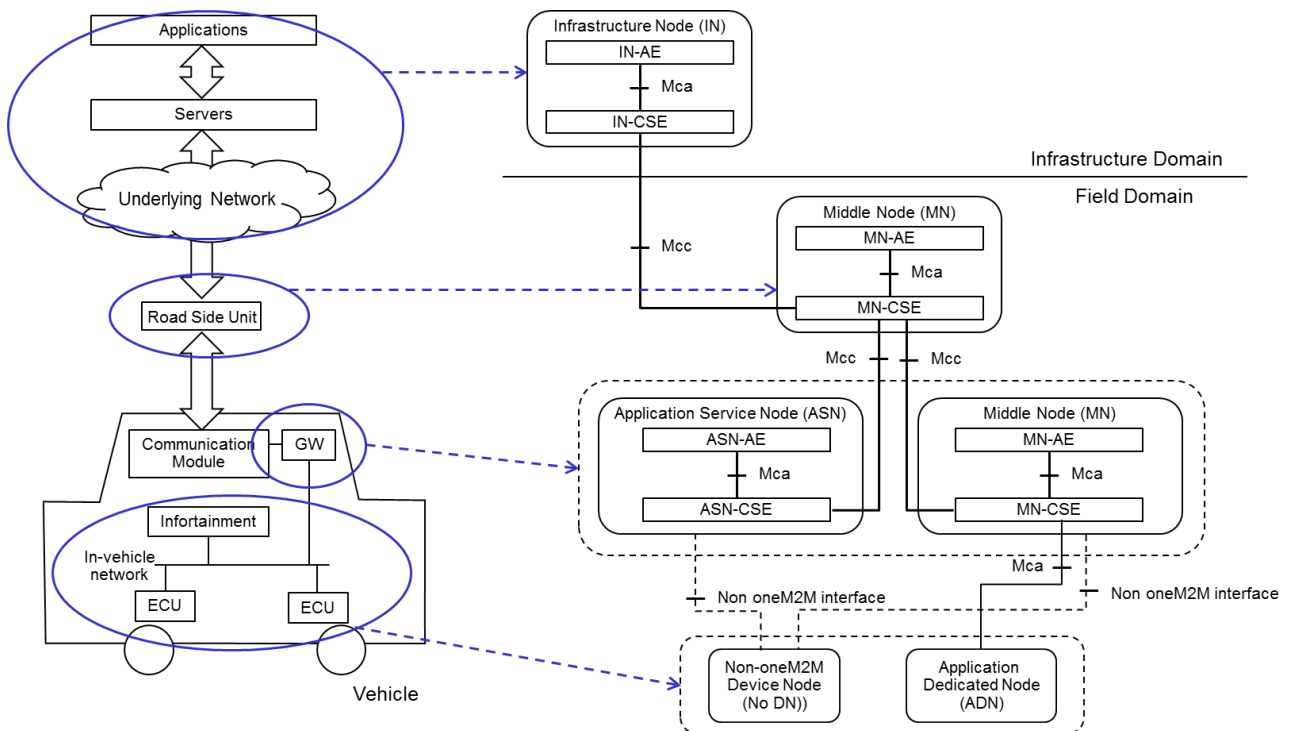 Applications
Servers
Underlying Network
Road Side Unit
Communication
Module
GW
Infortainment
In-vehicle
network
ECU
ECU
Vehicle
Infrastructure Node (IN)
IN-AE
Mca
IN-CSE
Infrastructure Domain
Field Domain
Mcc
Middle Node (MN)
MN-AE
Mca
MN-CSE
Mcc
Mcc
Application Service Node (ASN)
ASN-AE
Mca
ASN-CSE
Middle Node (MN)
MN-AE
Mca
MN-CSE
Mca
Non oneM2M interface
Non oneM2M interface
Non-oneM2M
Device Node
(No DN))
Application
Dedicated Node
(ADN)